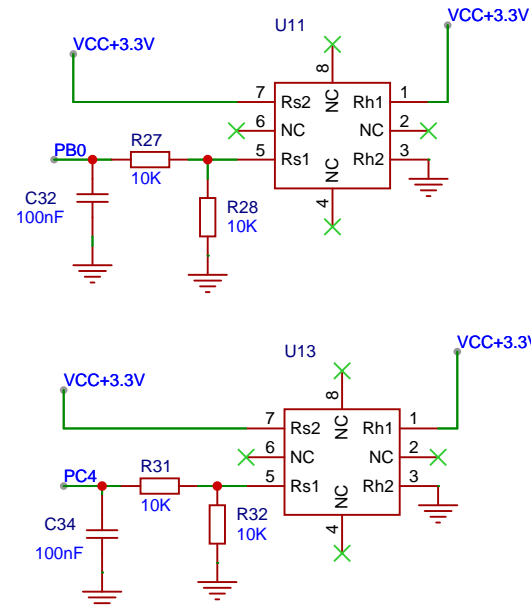 VCC+3.3V
U11
VCC+3.3V
8
7 Rs2 NC Rh1 1
6 NC NC 2
PB0 R27 5 Rs1 NC Rh2 3
10K
C32
100nF
R28
10K
4
U13
VCC+3.3V
VCC+3.3V
8
7 Rs2 NC Rh1 1
6 NC NC 2
PC4 R31 5 Rs1 NC Rh2 3
10K
C34
100nF
R32
10K
4